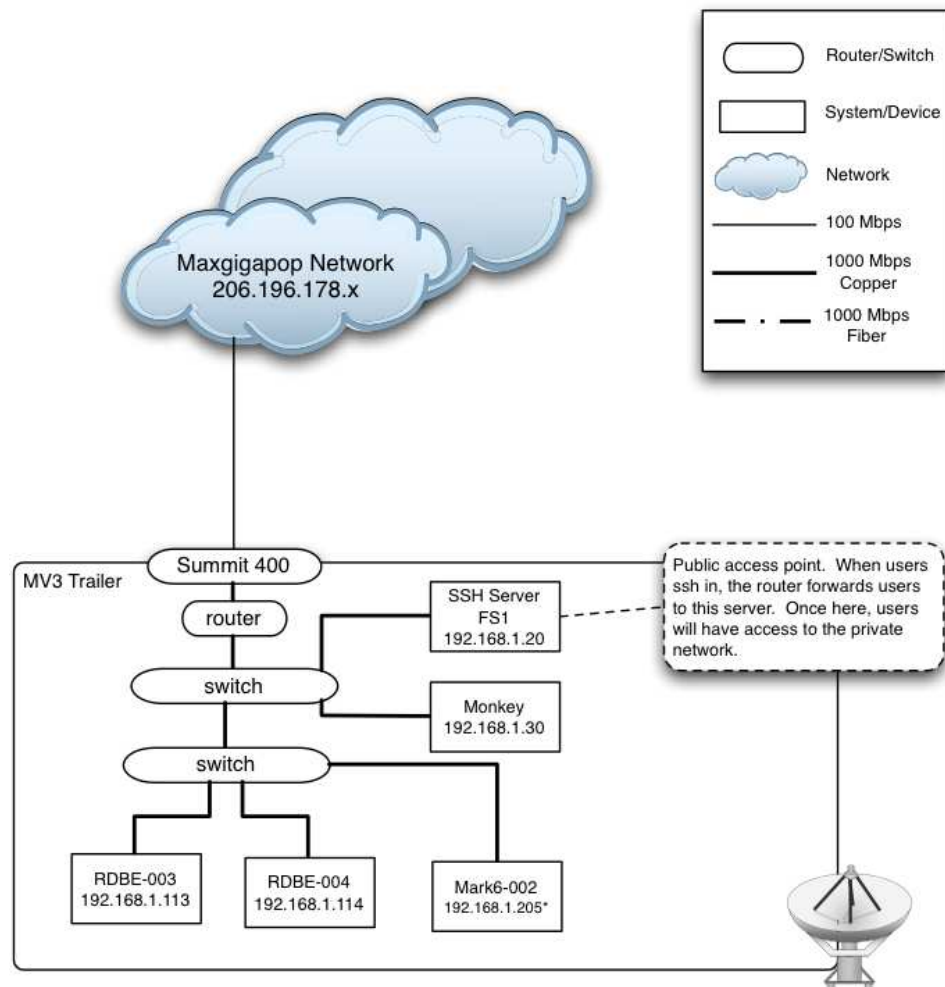 Router/Switch
System/Device
Network
100 Mbps
1000 Mbps
Copper
1000 Mbps
Fiber
Maxgigapop Network
206.196.178.x
MV3 Trailer
Summit 400
router
switch
switch
SSH Server
FS1
192.168.1.20
Monkey
192.168.1.30
Public access point. When users
ssh in, the router forwards users
to this server. Once here, users
will have access to the private
network.
RDBE-003
192.168.1.113
RDBE-004
192.168.1.114
Mark6-002
192.168.1.205*